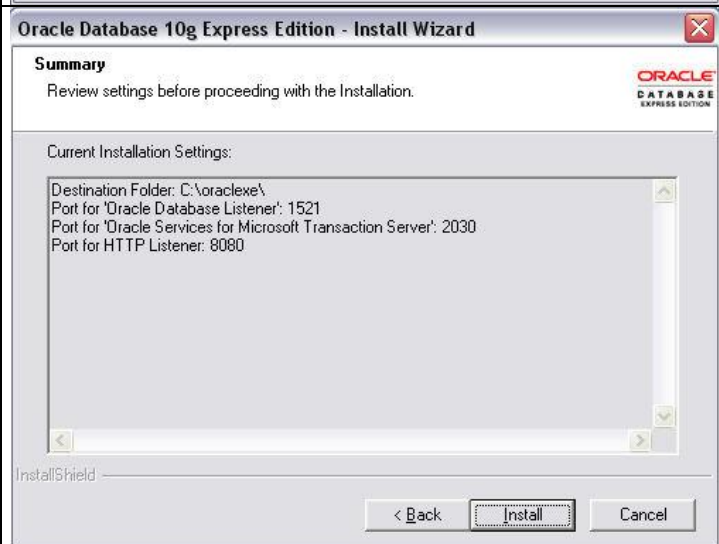 Oracle Database 10g Express Edition - Install Wizard
Summary
Review settings before proceeding with the Installation.
ORACLE
DATABASE
EXPRESS EDITION
Current Installation Settings:
Destination Folder: C:\oraclexe\
Port for 'Oracle Database Listener': 1521
Port for 'Oracle Services for Microsoft Transaction Server': 2030
Port for HTTP Listener: 8080
InstallShield
< Back
Install
Cancel